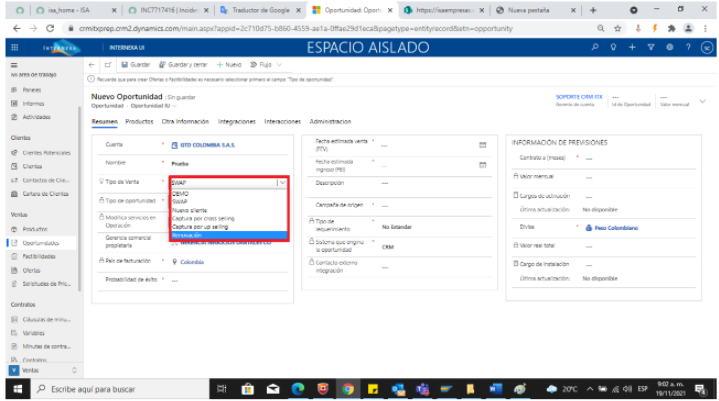 isa_home - ISA
INC7717416 | Incider
Traductor de Google
Oportunidad: Oport
https://isaempresas:
Nueva pestaña
crmitxprep.crm2.dynamics.com/main.aspx?appid=2c710d75-b860-4559-ae1a-0ffae29d1eca&pagetype=entityrecord&etn=opportunity
INTERNEXA UI
ESPACIO AISLADO
Guardar
Guardar y cerrar
Nuevo
Flujo
Recuerda que para crear Ofertas o Factibilidades es necesario seleccionar primero el campo "Tipo de oportunidad"
Mi área de trabajo
Paneles
Informes
Actividades
Clientes
Clientes Potenciales
Clientes
Contactos de Clie...
Cartera de Clientes
Ventas
Productos
Oportunidades
Factibilidades
Ofertas
Solicitudes de Pric...
Contratos
Cláusulas de minu...
Variables
Minutas de contra...
Contratos
V Ventas
Nuevo Oportunidad : Sin guardar
Oportunidad · Oportunidad IU
SOPORTE CRM ITX
Gerente de cuenta
---
Id de Oportunidad
---
Valor mensual
Resumen Productos Otra Información Integraciones Interacciones Administracion
Cuenta * GTD COLOMBIA S.A.S.
Nombre * Prueba
Tipo de Venta * SWAP
DEMO
SWAP
Nuevo cliente
Captura por cross selling
Captura por up selling
Renovación
Tipo de oportunidad *
Modifica servicios en Operación
Gerencia comercial propietaria
País de facturación * Colombia
Probabilidad de éxito * ---
Fecha estimada venta (FTV) * ---
Fecha estimada ingreso (FEI) * ---
Descripción ---
Campaña de origen * ---
Tipo de requerimiento * No Estandar
Sistema que origina la oportunidad * CRM
Contacto externo integración ---
INFORMACIÓN DE PREVISIONES
Contrato a (meses) * ---
Valor mensual ---
Cargos de activación ---
Última actualización: No disponible
Divisa * Peso Colombiano
Valor real total ---
Cargo de Instalación ---
Última actualización: No disponible
Escribe aquí para buscar
20°C
ESP
9:02 a. m.
19/11/2021